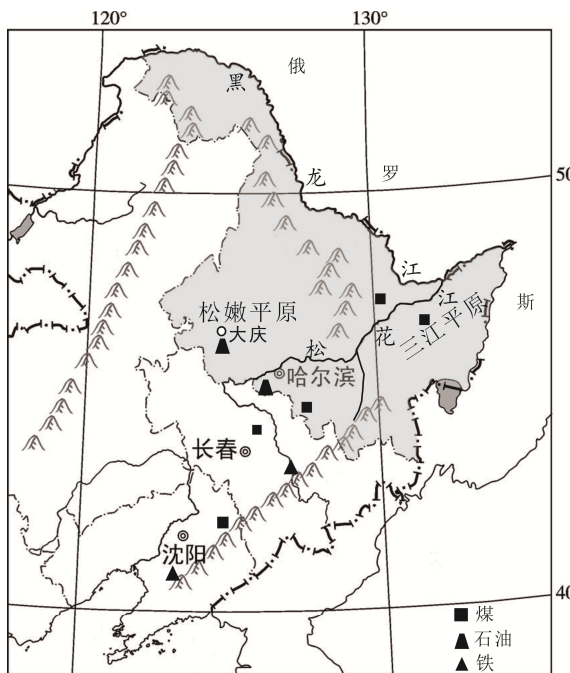 120°
130°
俄
罗
斯
黑
龙
江
50
松嫩平原
大庆
松
花
江
三江平原
哈尔滨
长春
沈阳
40
煤
石油
铁